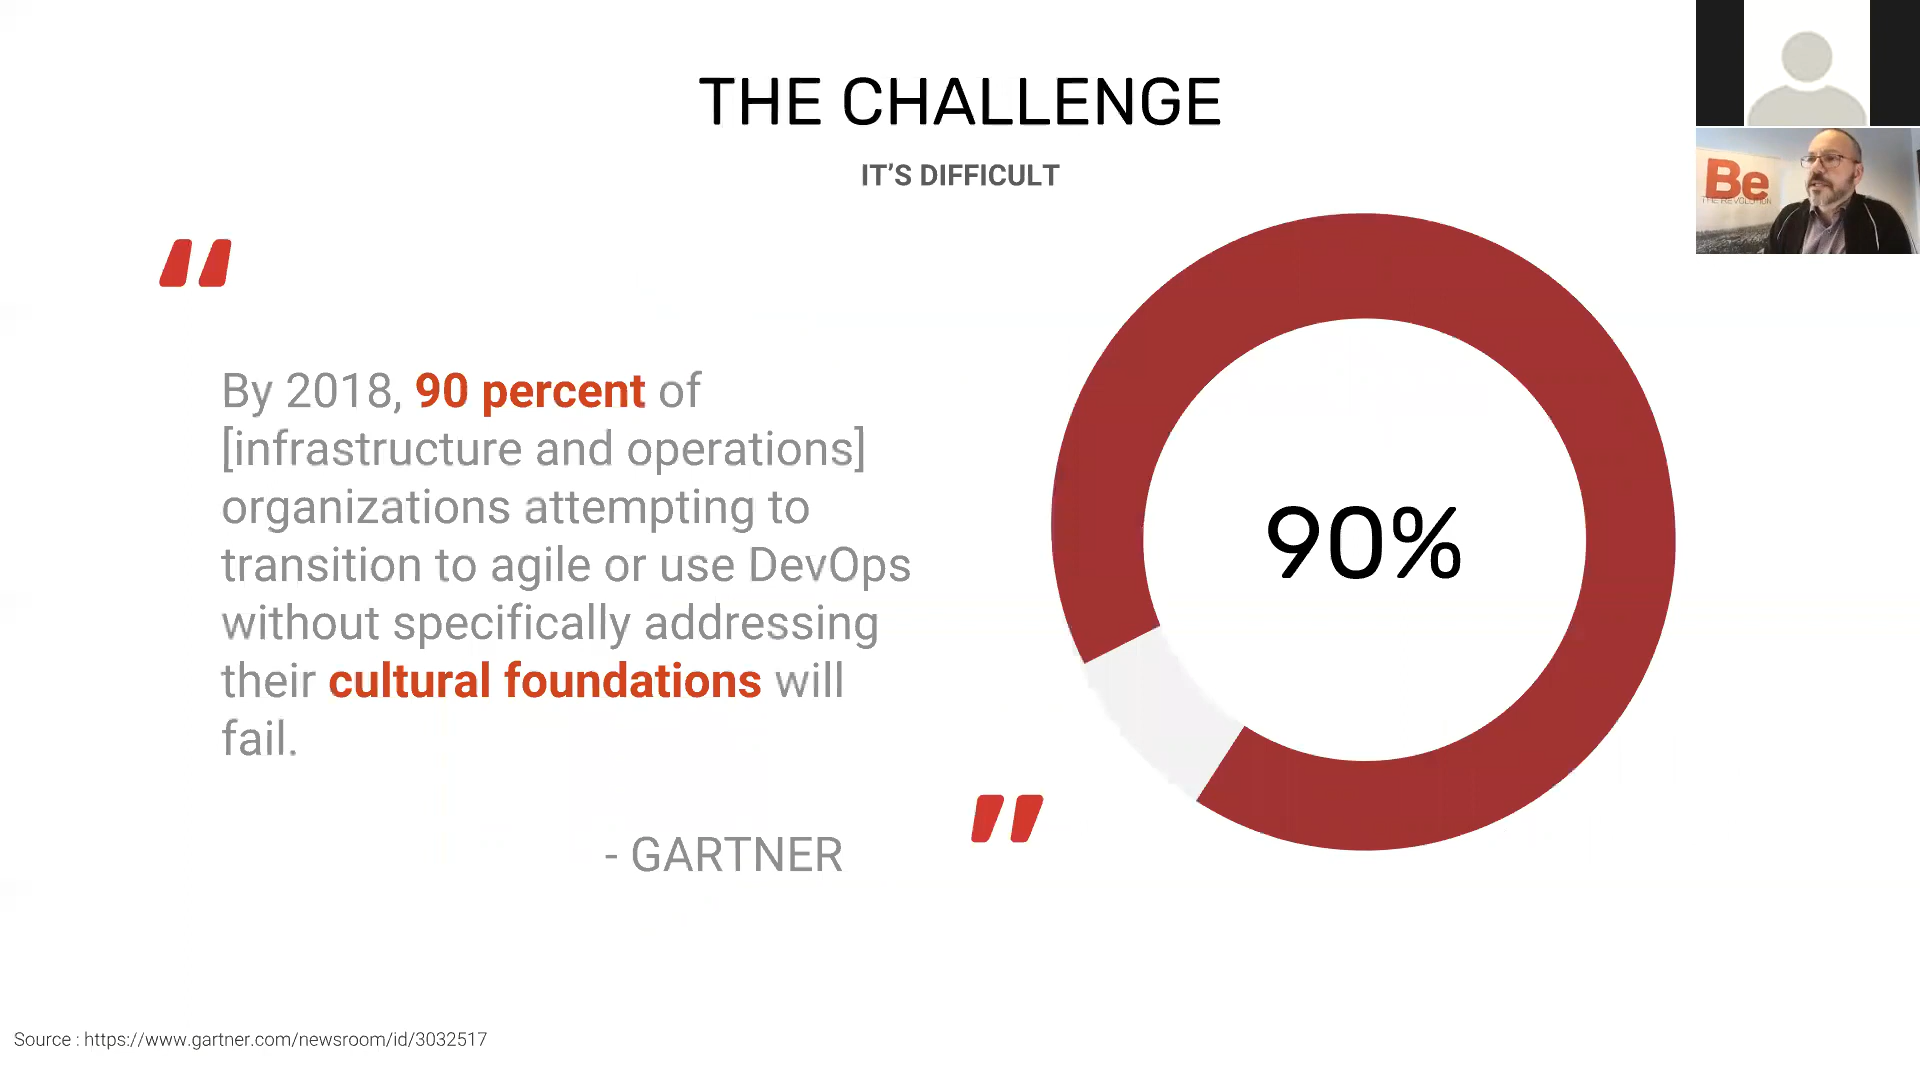 THE CHALLENGE
IT'S DIFFICULT
“
By 2018, 90 percent of
[infrastructure and operations]
organizations attempting to
transition to agile or use DevOps
without specifically addressing
their cultural foundations will
fail.
”
- GARTNER
90%
Be
THE REVOLUTION
Source : https://www.gartner.com/newsroom/id/3032517